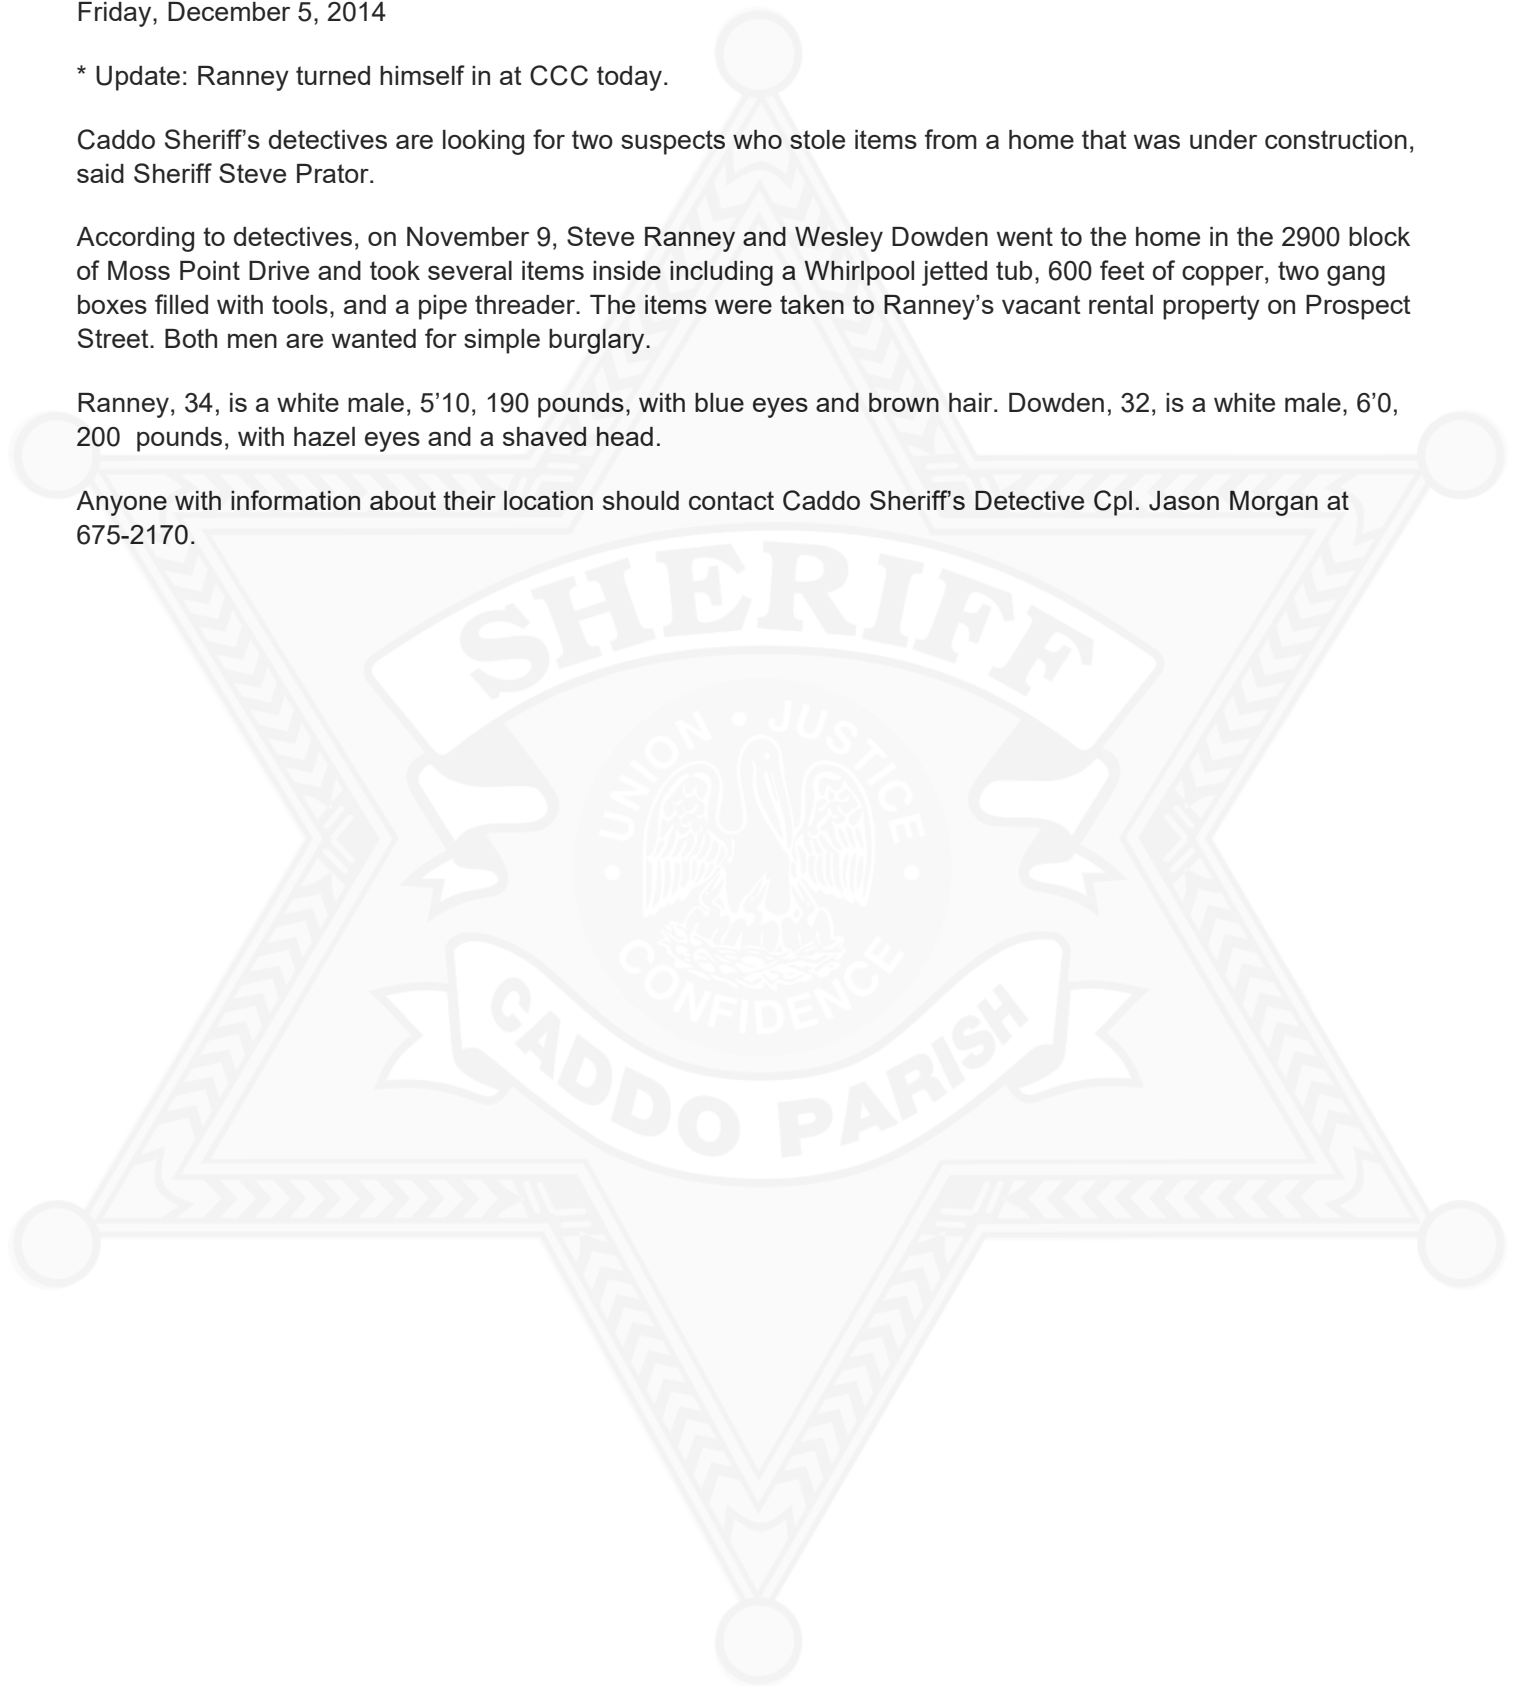 Friday, December 5, 2014
* Update: Ranney turned himself in at CCC today.
Caddo Sheriff’s detectives are looking for two suspects who stole items from a home that was under construction,
said Sheriff Steve Prator.
According to detectives, on November 9, Steve Ranney and Wesley Dowden went to the home in the 2900 block
of Moss Point Drive and took several items inside including a Whirlpool jetted tub, 600 feet of copper, two gang
boxes filled with tools, and a pipe threader. The items were taken to Ranney’s vacant rental property on Prospect
Street. Both men are wanted for simple burglary.
Ranney, 34, is a white male, 5’10, 190 pounds, with blue eyes and brown hair. Dowden, 32, is a white male, 6’0,
200  pounds, with hazel eyes and a shaved head.
Anyone with information about their location should contact Caddo Sheriff’s Detective Cpl. Jason Morgan at
675-2170.
SHERIFF
UNION • JUSTICE
• CONFIDENCE •
CADDO PARISH